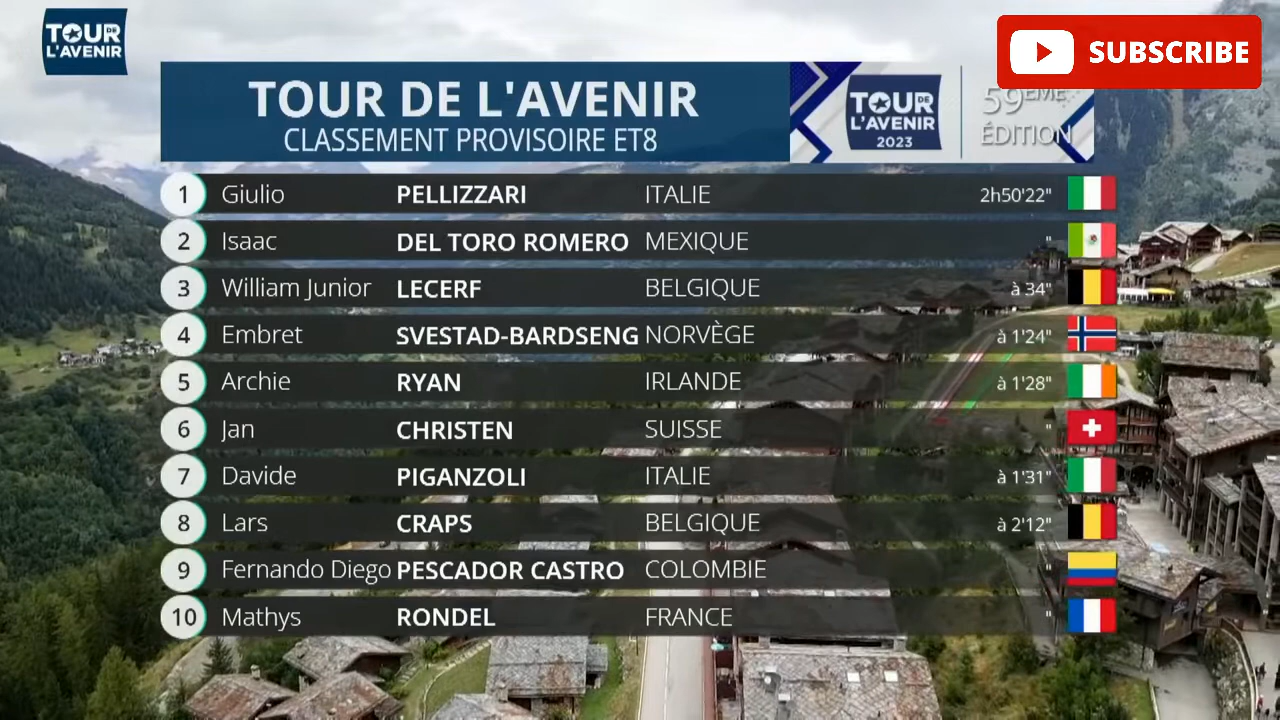 TOUR DE L'AVENIR
SUBSCRIBE
TOUR DE L'AVENIR
CLASSEMENT PROVISOIRE ET8
TOUR DE L'AVENIR
2023
59ÈME
ÉDITION
1 Giulio PELLIZZARI ITALIE 2h50'22"
2 Isaac DEL TORO ROMERO MEXIQUE "
3 William Junior LECERF BELGIQUE à 34"
4 Embret SVESTAD-BARDSENG NORVÈGE à 1'24"
5 Archie RYAN IRLANDE à 1'28"
6 Jan CHRISTEN SUISSE "
7 Davide PIGANZOLI ITALIE à 1'31"
8 Lars CRAPS BELGIQUE à 2'12"
9 Fernando Diego PESCADOR CASTRO COLOMBIE "
10 Mathys RONDEL FRANCE "